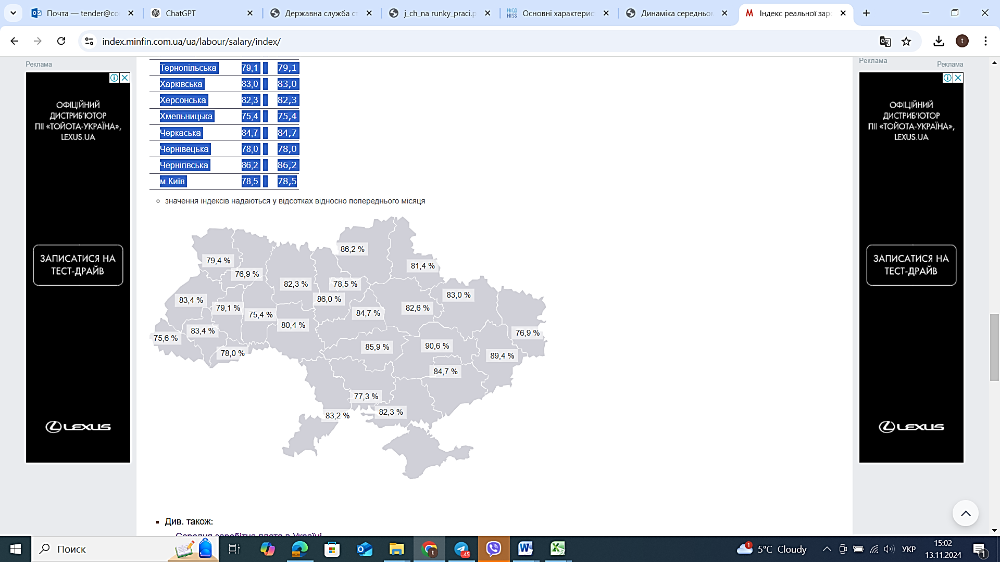 Почта — tender@co
ChatGPT
Державна служба ст
j_ch_na runky_praci.p
НІСД NISS
Основні характерис
Динаміка середньом
Індекс реальної заро
index.minfin.com.ua/ua/labour/salary/index/
t
Реклама
Реклама
Реклама
Тернопільська 79,1 79,1
Харківська 83,0 83,0
Херсонська 82,3 82,3
Хмельницька 75,4 75,4
Черкаська 84,7 84,7
Чернівецька 78,0 78,0
Чернігівська 86,2 86,2
м.Київ 78,5 78,5
значення індексів надаються у відсотках відносно попереднього місяця
ОФІЦІЙНИЙ
ДИСТРИБ’ЮТОР
ПІІ «ТОЙОТА-УКРАЇНА»,
LEXUS.UA
ЗАПИСАТИСЯ НА
ТЕСТ-ДРАЙВ
LEXUS
86,2 %
79,4 %
81,4 %
76,9 %
82,3 %
78,5 %
83,0 %
86,0 %
83,4 %
79,1 %
82,6 %
84,7 %
75,4 %
80,4 %
83,4 %
76,9 %
75,6 %
90,6 %
85,9 %
78,0 %
89,4 %
84,7 %
77,3 %
82,3 %
83,2 %
ОФІЦІЙНИЙ
ДИСТРИБ’ЮТОР
ПІІ «ТОЙОТА-УКРАЇНА»,
LEXUS.UA
ЗАПИСАТИСЯ НА
ТЕСТ-ДРАЙВ
LEXUS
Див. також:
Середня заробітна плата в Україні
Поиск
45
1
5°C Cloudy
УКР
15:02
13.11.2024
1